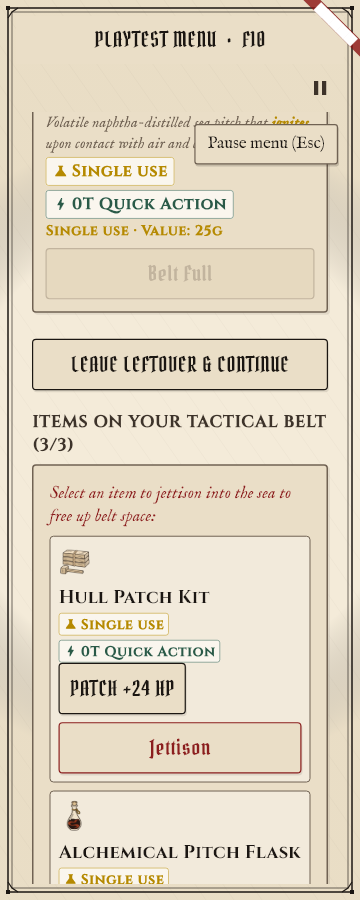 PLAYTEST MENU · F10
Volatile naphtha-distilled sea pitch that ignites
upon contact with air and
Pause menu (Esc)
Single use
0T Quick Action
Single use · Value: 25g
Belt Full
LEAVE LEFTOVER & CONTINUE
ITEMS ON YOUR TACTICAL BELT
(3/3)
Select an item to jettison into the sea to
free up belt space:
Hull Patch Kit
Single use
0T Quick Action
PATCH +24 HP
Jettison
Alchemical Pitch Flask
Single use